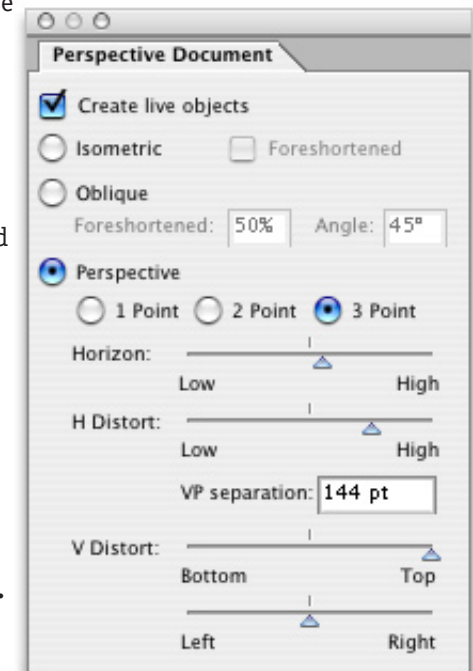 e
Perspective Document
Create live objects
Isometric Foreshortened
Oblique
Foreshortened: 50% Angle: 45°
d
Perspective
1 Point 2 Point 3 Point
Horizon:
Low High
H Distort:
Low High
VP separation: 144 pt
V Distort:
Bottom Top
.
Left Right